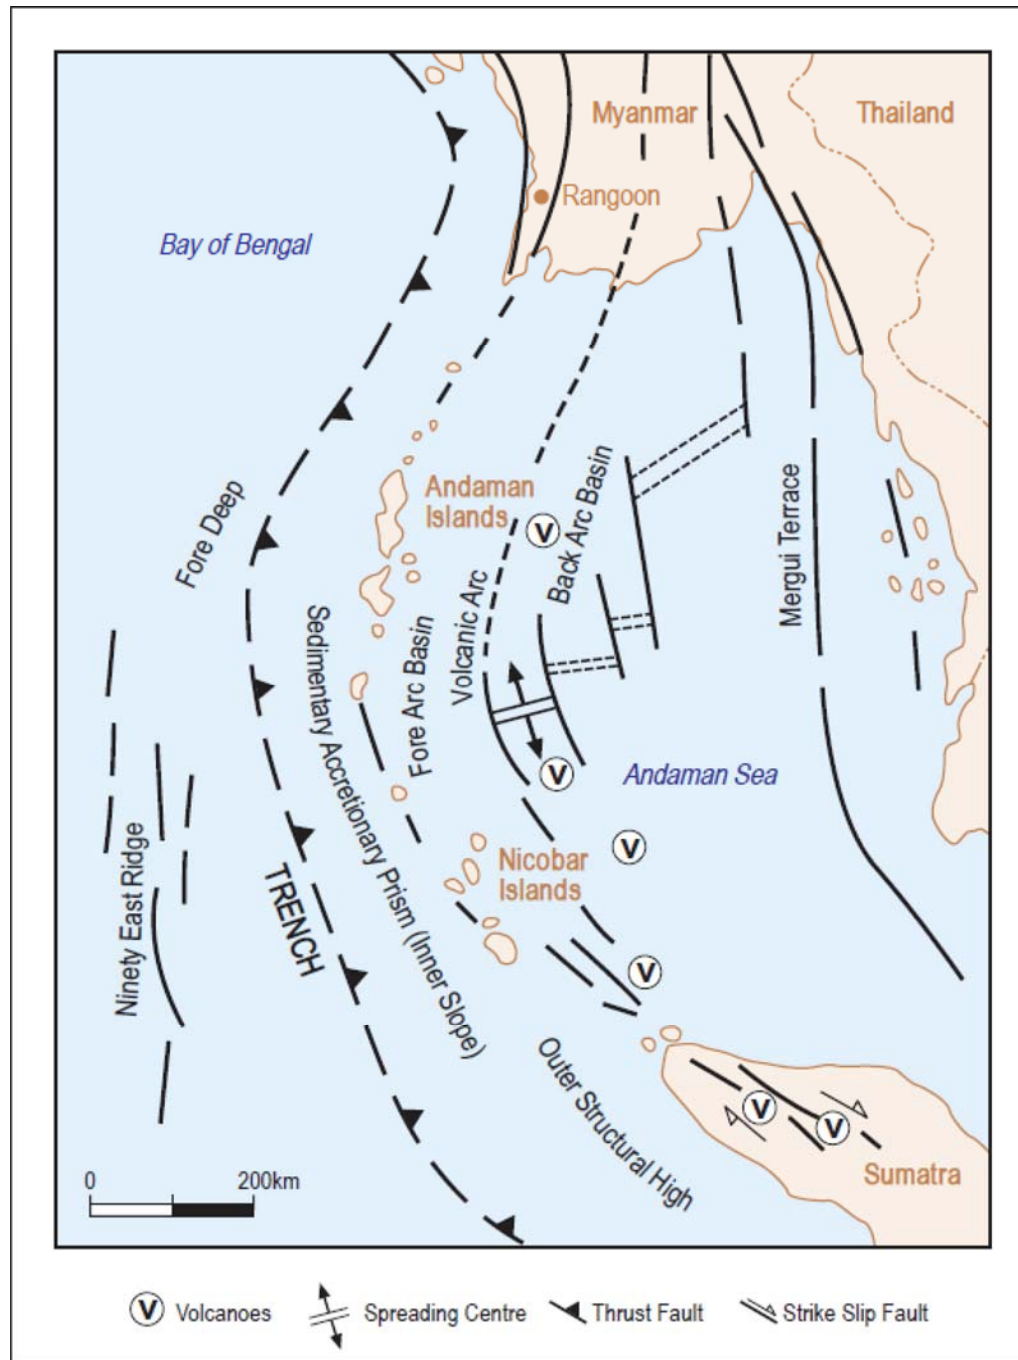 Myanmar
Thailand
Rangoon
Bay of Bengal
Andaman
Islands
Fore Deep
Back Arc Basin
Mergui Terrace
Volcanic Arc
Fore Arc Basin
Sedimentary Accretionary Prism (Inner Slope)
V
V
Andaman Sea
V
Nicobar
Islands
Ninety East Ridge
TRENCH
V
Outer Structural High
V
V
Sumatra
0
200km
V Volcanoes
Spreading Centre
Thrust Fault
Strike Slip Fault